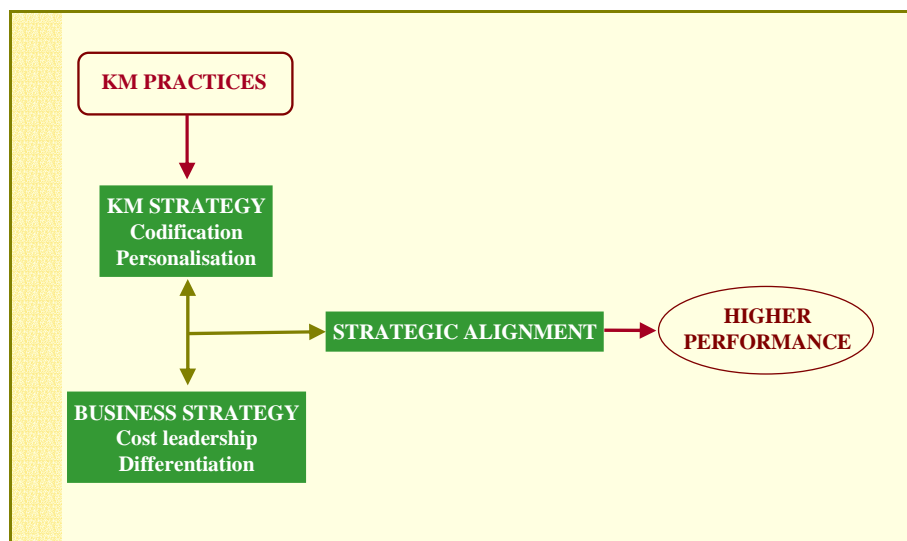 KM PRACTICES
KM STRATEGY
Codification
Personalisation
STRATEGIC ALIGNMENT
HIGHER
PERFORMANCE
BUSINESS STRATEGY
Cost leadership
Differentiation